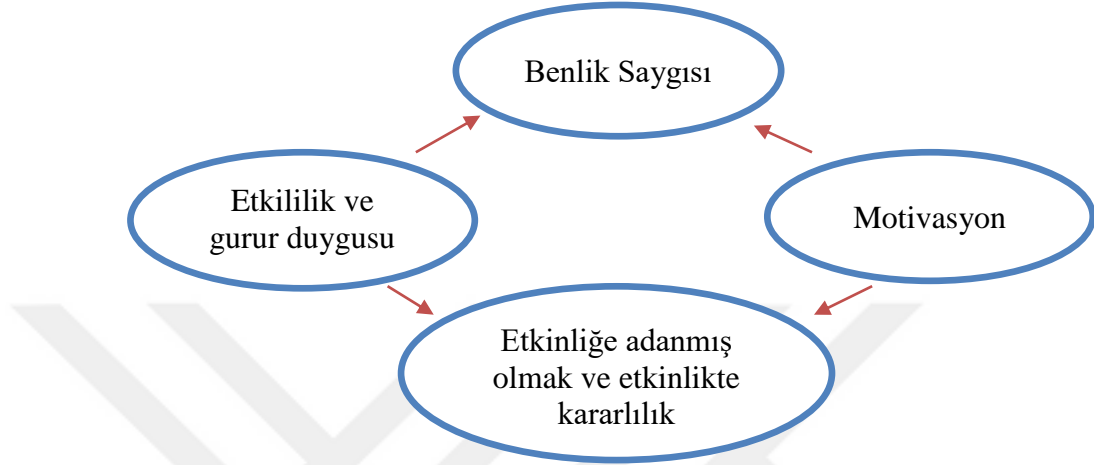 Benlik Saygısı
Etkililik ve
gurur duygusu
Motivasyon
Etkinliğe adanmış
olmak ve etkinlikte
kararlılık